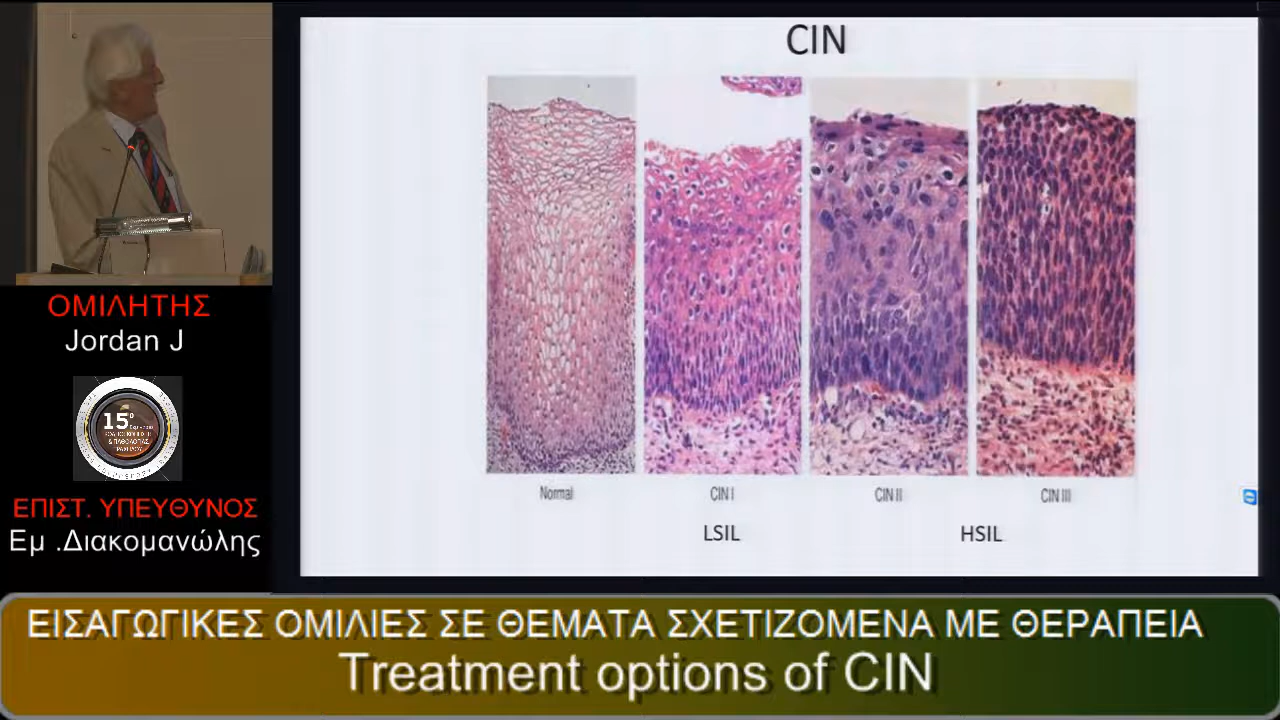 CIN
Normal
CIN I
CIN II
CIN III
LSIL
HSIL
ΟΜΙΛΗΤΗΣ
Jordan J
15ο
ΕΠΙΣΤ. ΥΠΕΥΘΥΝΟΣ
Εμ .Διακομανώλης
ΕΙΣΑΓΩΓΙΚΕΣ ΟΜΙΛΙΕΣ ΣΕ ΘΕΜΑΤΑ ΣΧΕΤΙΖΟΜΕΝΑ ΜΕ ΘΕΡΑΠΕΙΑ
Treatment options of CIN